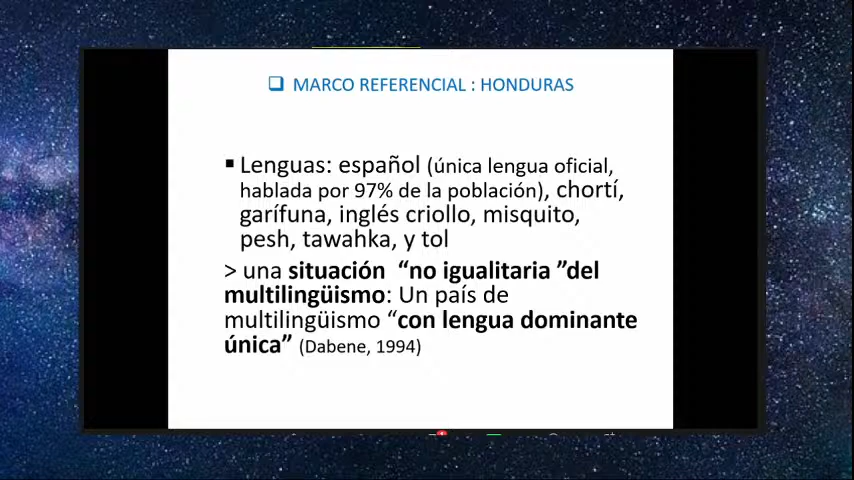 ❑ MARCO REFERENCIAL : HONDURAS
▪ Lenguas: español (única lengua oficial,
hablada por 97% de la población), chortí,
garífuna, inglés criollo, misquito,
pesh, tawahka, y tol
> una situación “no igualitaria ”del
multilingüismo: Un país de
multilingüismo “con lengua dominante
única” (Dabene, 1994)